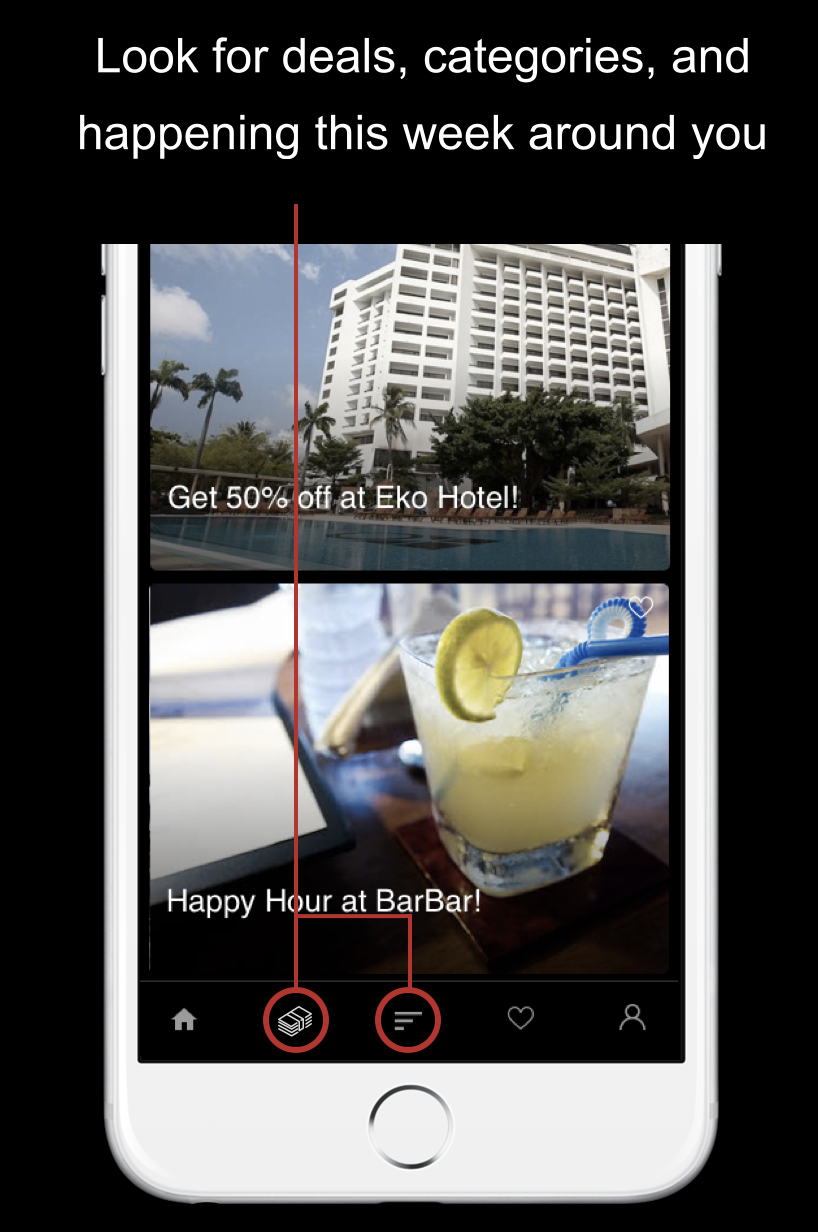 Look for deals, categories, and
happening this week around you
Get 50% off at Eko Hotel!
Happy Hour at BarBar!